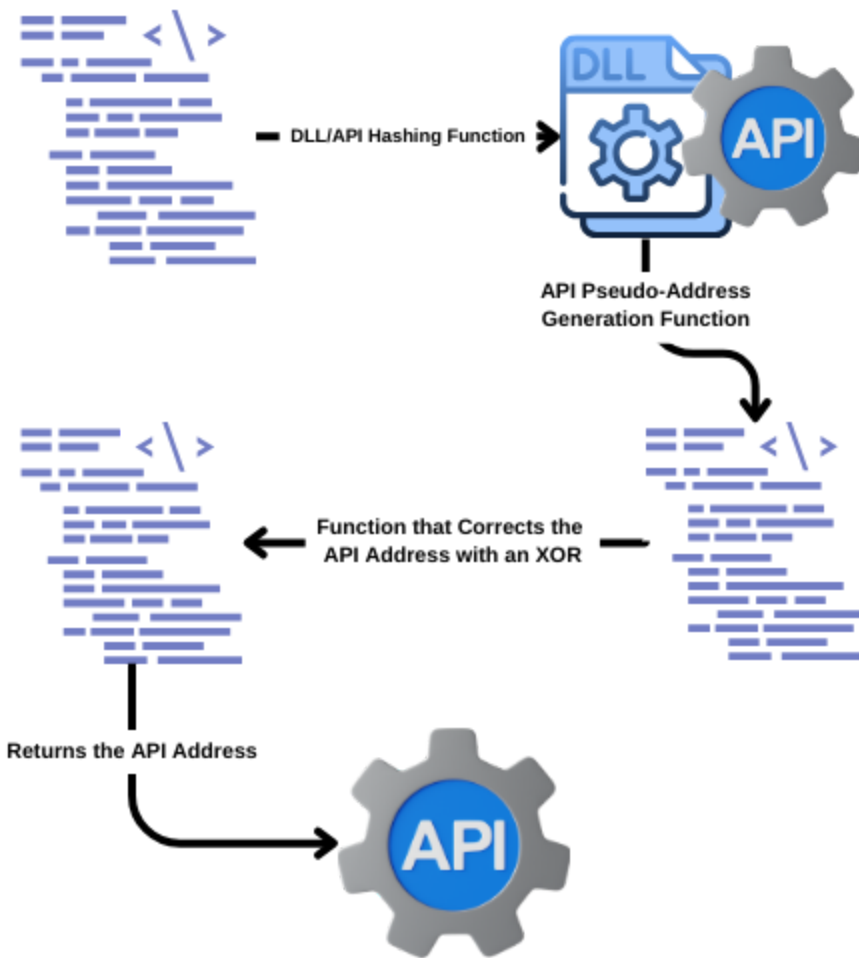 </>
DLL/API Hashing Function
DLL
API
API Pseudo-Address
Generation Function
</>
<\>
Function that Corrects the
API Address with an XOR
Returns the API Address
API